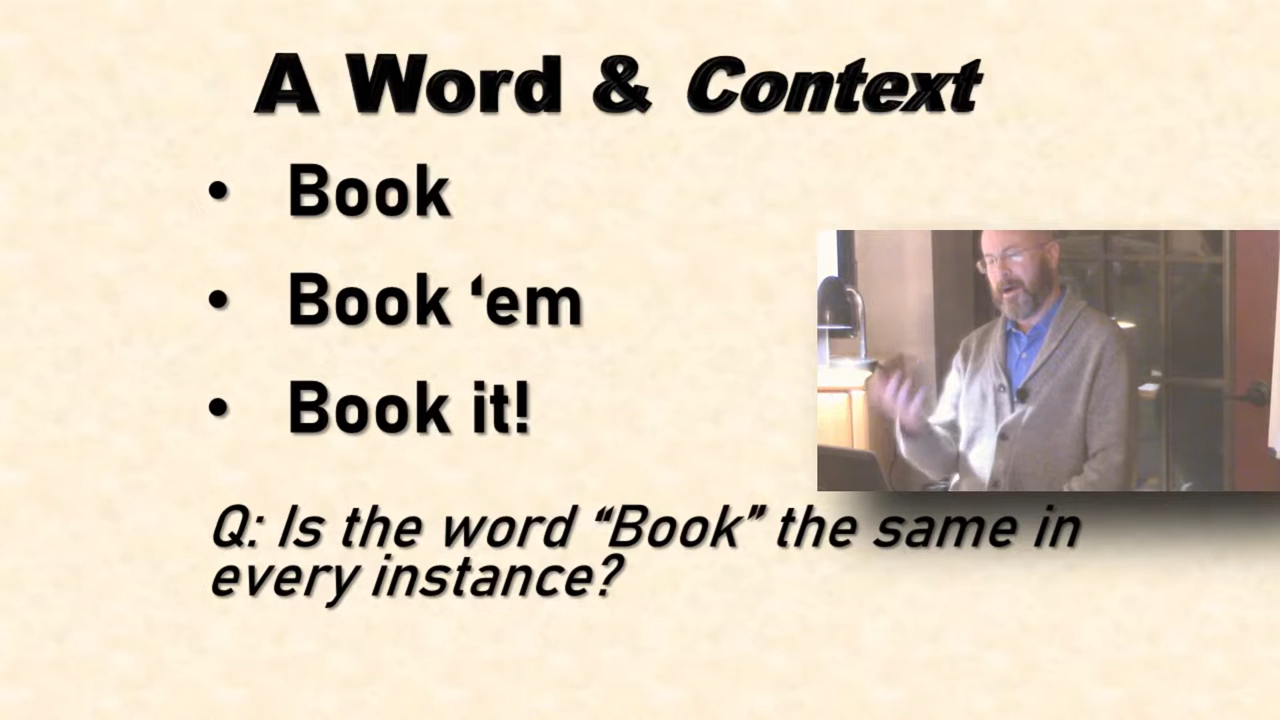 A Word & Context
• Book
• Book ‘em
• Book it!
Q: Is the word “Book” the same in
every instance?